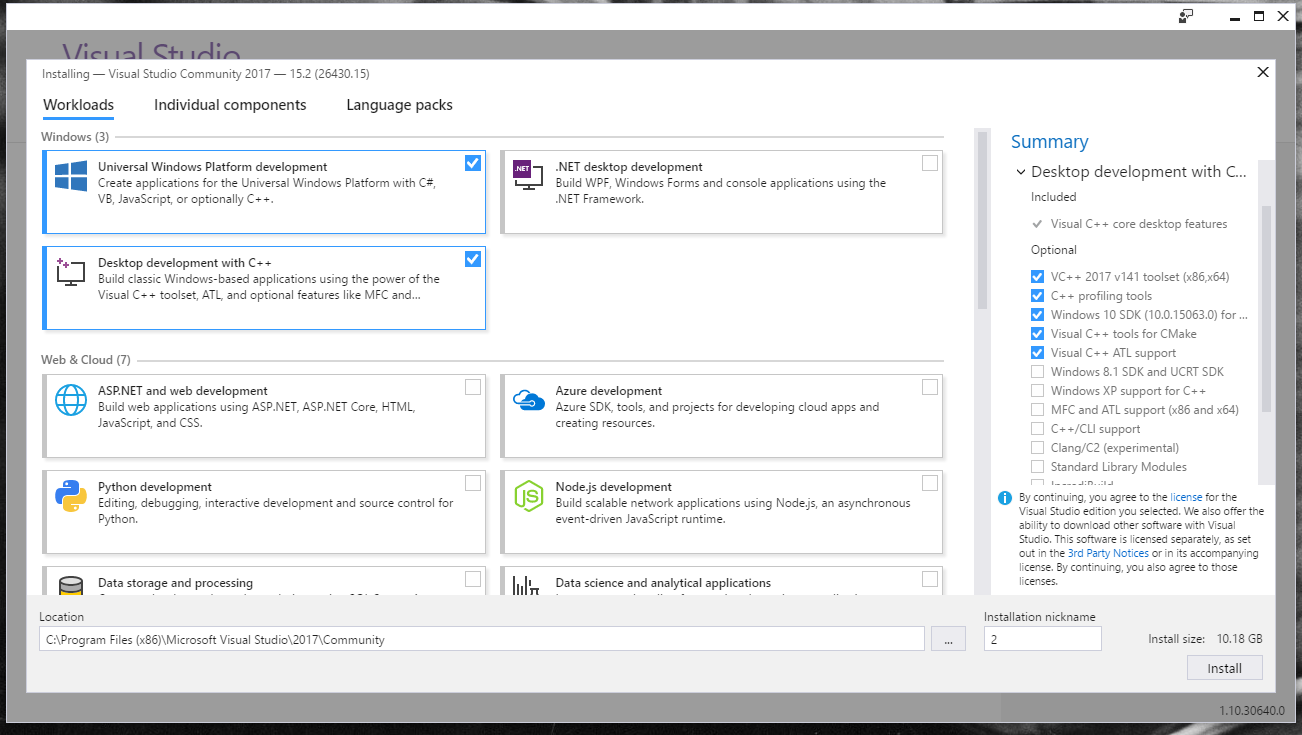 Visual Studio
Installing — Visual Studio Community 2017 — 15.2 (26430.15)
Workloads
Individual components
Language packs
Windows (3)
Universal Windows Platform development
Create applications for the Universal Windows Platform with C#,
VB, JavaScript, or optionally C++.
.NET
.NET desktop development
Build WPF, Windows Forms and console applications using the
.NET Framework.
Desktop development with C++
Build classic Windows-based applications using the power of the
Visual C++ toolset, ATL, and optional features like MFC and...
Web & Cloud (7)
ASP.NET and web development
Build web applications using ASP.NET, ASP.NET Core, HTML,
JavaScript, and CSS.
Azure development
Azure SDK, tools, and projects for developing cloud apps and
creating resources.
Python development
Editing, debugging, interactive development and source control for
Python.
JS
Node.js development
Build scalable network applications using Node.js, an asynchronous
event-driven JavaScript runtime.
Data storage and processing
Data science and analytical applications
Summary
Desktop development with C...
Included
Visual C++ core desktop features
Optional
VC++ 2017 v141 toolset (x86,x64)
C++ profiling tools
Windows 10 SDK (10.0.15063.0) for ...
Visual C++ tools for CMake
Visual C++ ATL support
Windows 8.1 SDK and UCRT SDK
Windows XP support for C++
MFC and ATL support (x86 and x64)
C++/CLI support
Clang/C2 (experimental)
Standard Library Modules
IncrediBuild
By continuing, you agree to the license for the
Visual Studio edition you selected. We also offer the
ability to download other software with Visual
Studio. This software is licensed separately, as set
out in the 3rd Party Notices or in its accompanying
license. By continuing, you also agree to those
licenses.
Location
C:\Program Files (x86)\Microsoft Visual Studio\2017\Community
...
Installation nickname
2
Install size: 10.18 GB
Install
1.10.30640.0